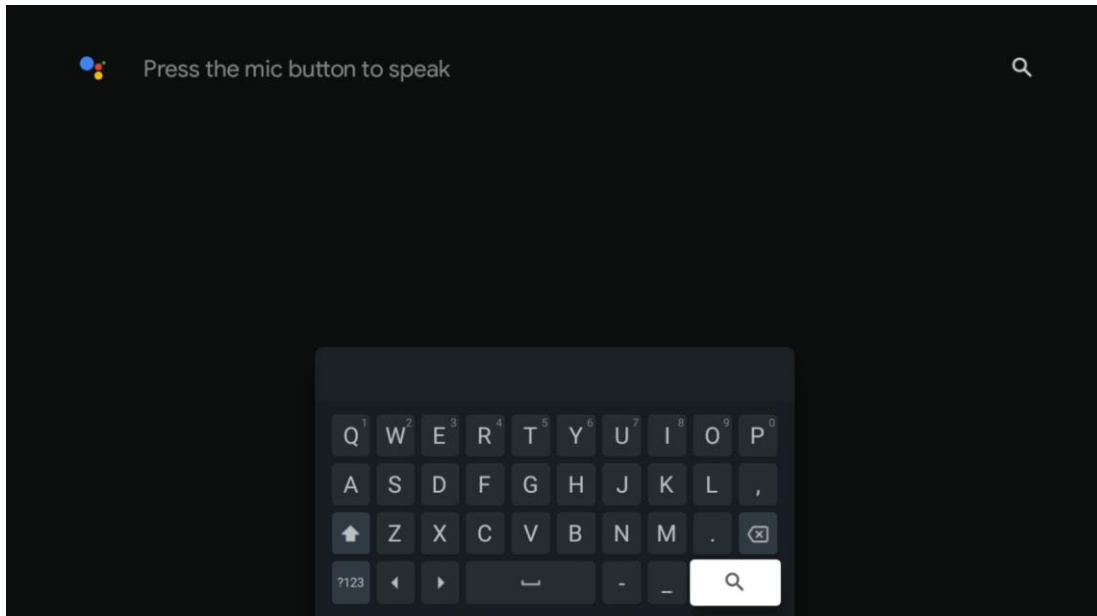 Press the mic button to speak
Q1 W2 E3 R4 T5 Y6 U7 I8 O9 P0
A S D F G H J K L ,
Z X C V B N M .
?123 - _